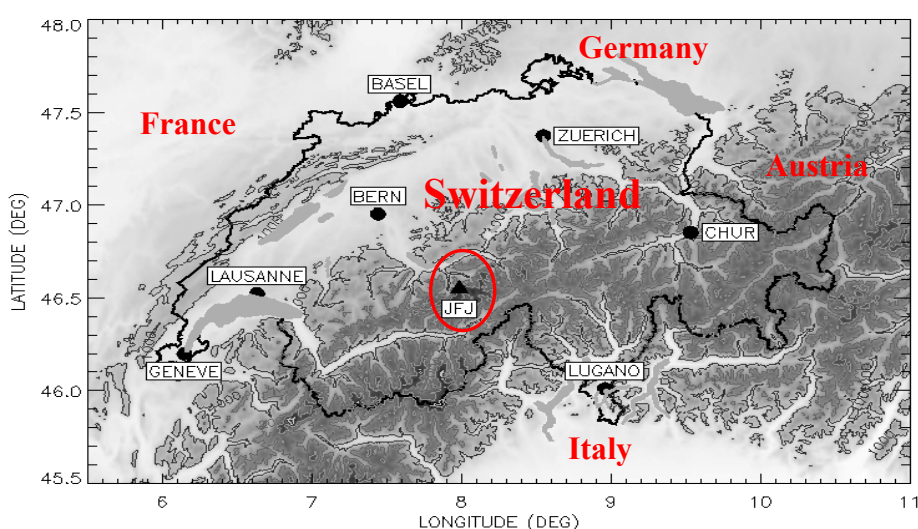 48.0
Germany
BASEL
47.5
France
ZUERICH
Austria
BERN
Switzerland
47.0
CHUR
LATITUDE (DEG)
LAUSANNE
46.5
JFJ
GENEVE
LUGANO
46.0
Italy
45.5
6 7 8 9 10 11
LONGITUDE (DEG)